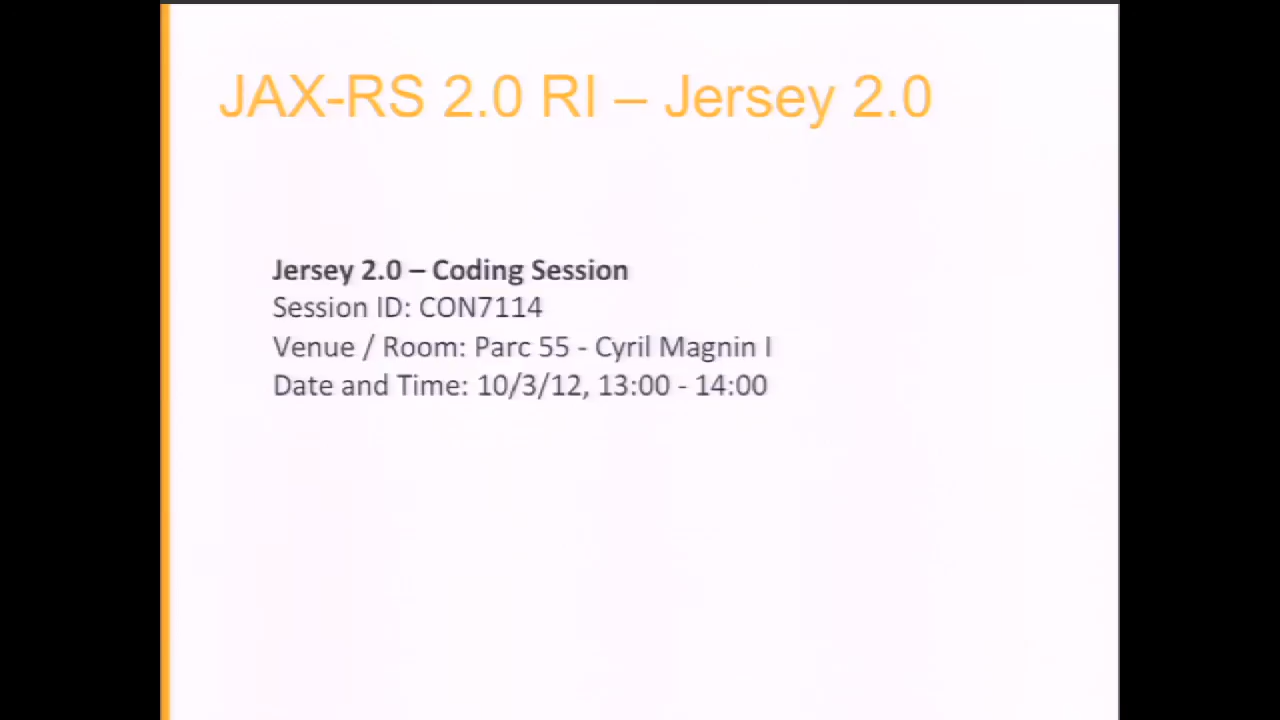 JAX-RS 2.0 RI – Jersey 2.0
Jersey 2.0 – Coding Session
Session ID: CON7114
Venue / Room: Parc 55 - Cyril Magnin I
Date and Time: 10/3/12, 13:00 - 14:00